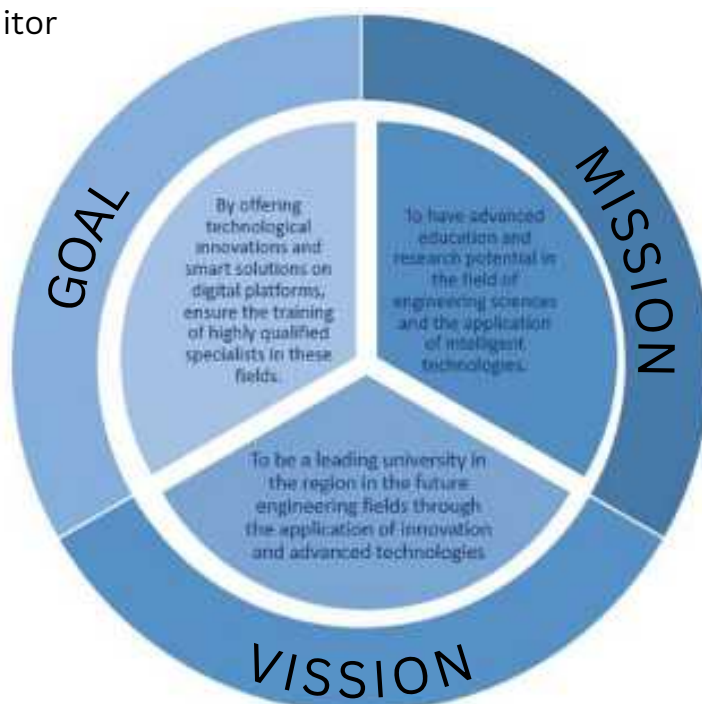 itor
GOAL
By offering
technological
innovations and
smart solutions on
digital platforms,
ensure the training
of highly qualified
specialists in these
fields.
MISSION
To have advanced
education and
research potential in
the field of
engineering sciences
and the application
of intelligent
technologies.
To be a leading university in
the region in the future
engineering fields through
the application of innovation
and advanced technologies
VISSION